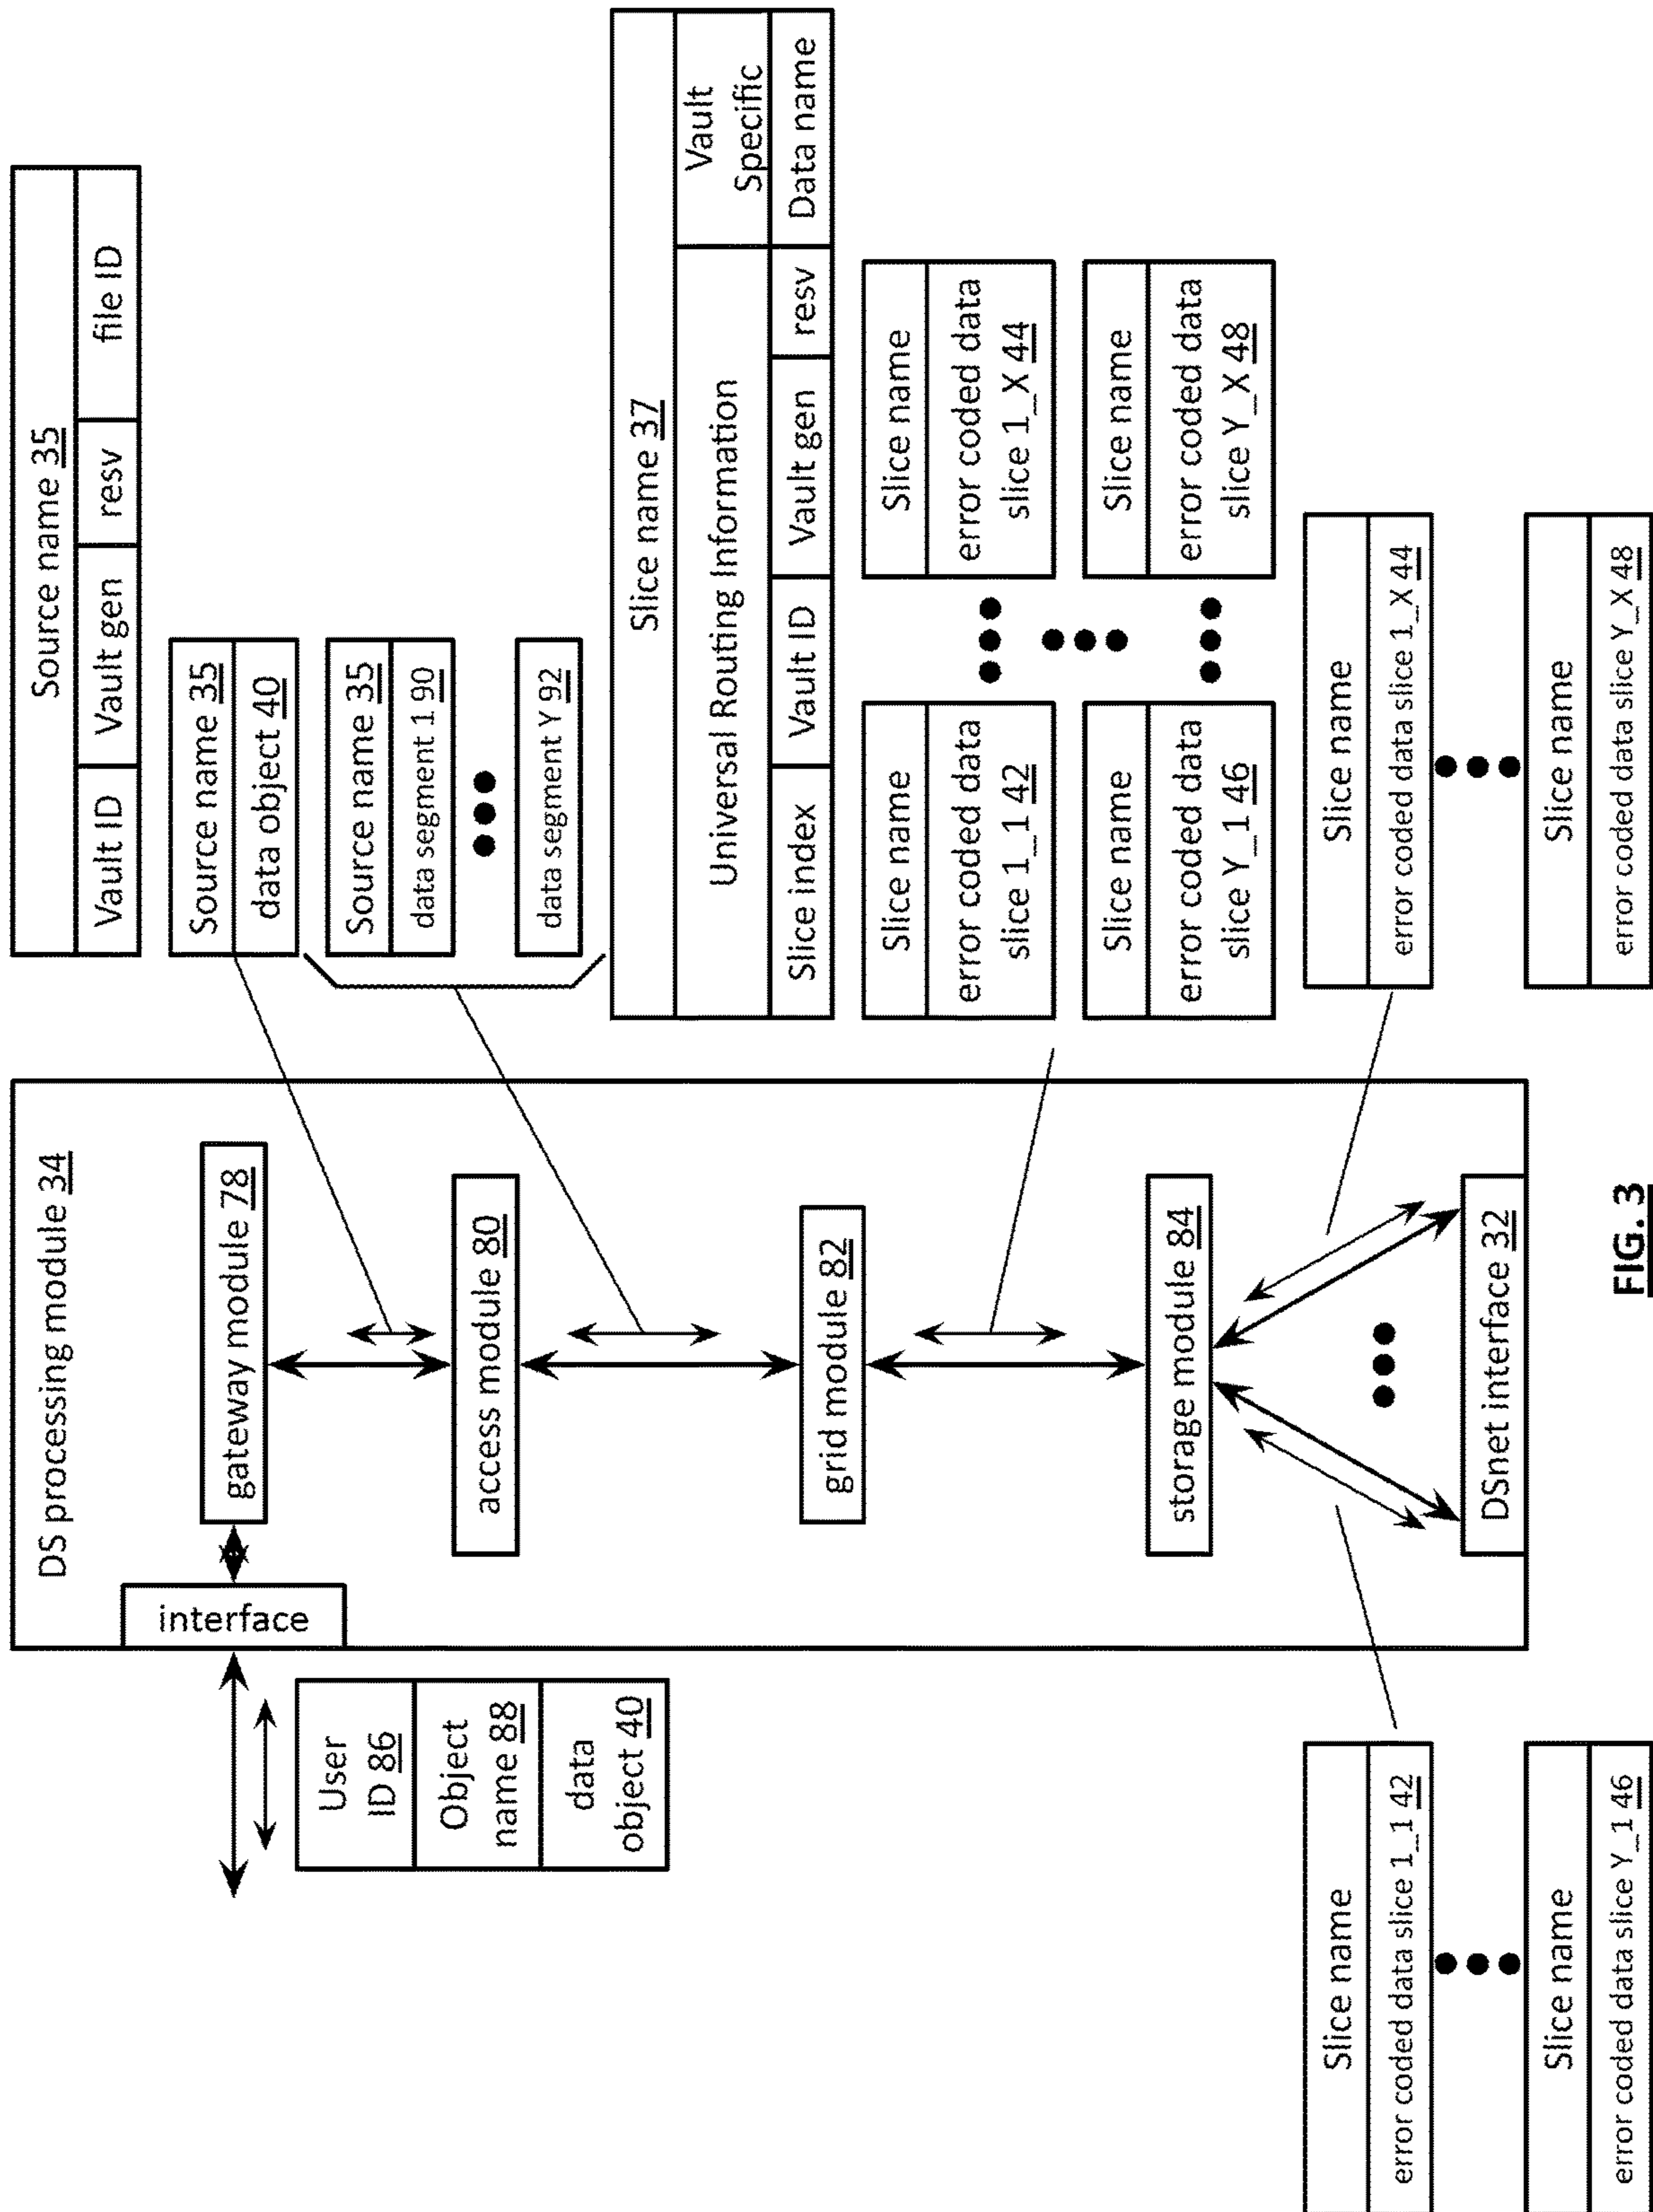 DS processing module 34
interface
gateway module 78
access module 80
grid module 82
storage module 84
DSnet interface 32
User
ID 86
Object
name 88
data
object 40
Source name 35
Vault ID
Vault gen
resv
file ID
Source name 35
data object 40
Source name 35
data segment 1 90
data segment Y 92
Slice name 37
Universal Routing Information
Vault
Specific
Slice index
Vault ID
Vault gen
resv
Data name
Slice name
error coded data
slice 1_1 42
Slice name
error coded data
slice 1_X 44
Slice name
error coded data
slice Y_1 46
Slice name
error coded data
slice Y_X 48
Slice name
error coded data slice 1_1 42
Slice name
error coded data slice Y_1 46
Slice name
error coded data slice 1_X 44
Slice name
error coded data slice Y_X 48
FIG. 3